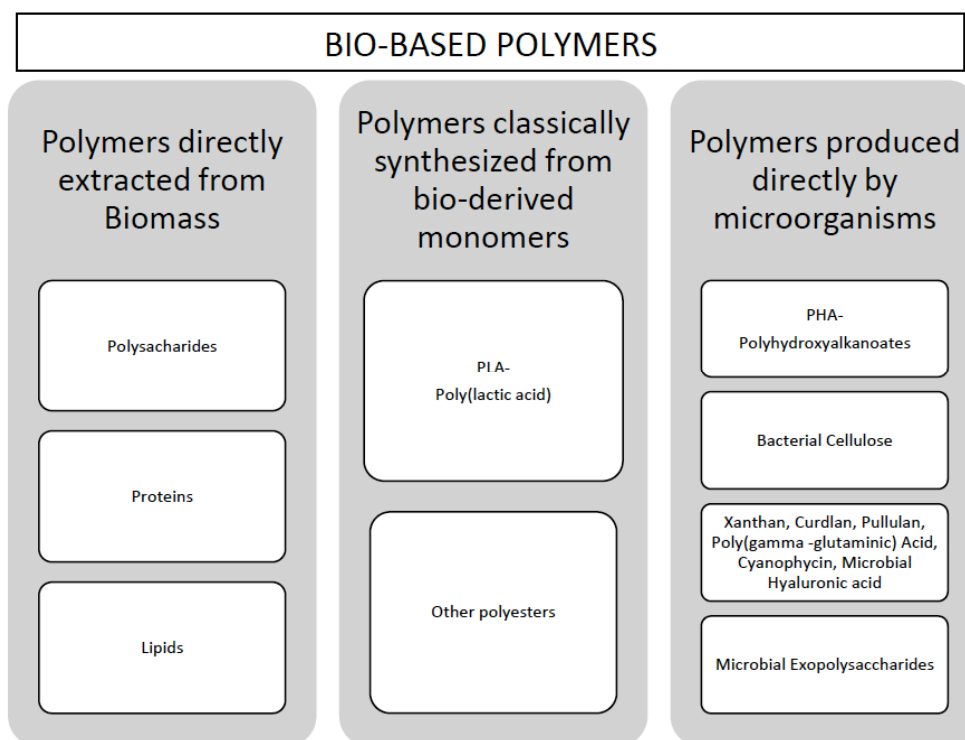 BIO-BASED POLYMERS
Polymers directly
extracted from
Biomass
Polysacharides
Proteins
Lipids
Polymers classically
synthesized from
bio-derived
monomers
PLA-
Poly(lactic acid)
Other polyesters
Polymers produced
directly by
microorganisms
PHA-
Polyhydroxyalkanoates
Bacterial Cellulose
Xanthan, Curdlan, Pullulan,
Poly(gamma -glutaminic) Acid,
Cyanophycin, Microbial
Hyaluronic acid
Microbial Exopolysaccharides